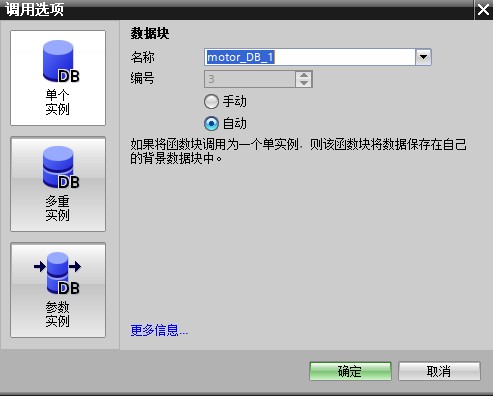 调用选项
数据块
名称 motor_DB_1
编号 3
手动
自动
如果将函数块调用为一个单实例，则该函数块将数据保存在自己
的背景数据块中。
DB
单个
实例
DB
多重
实例
DB
参数
实例
更多信息...
确定 取消